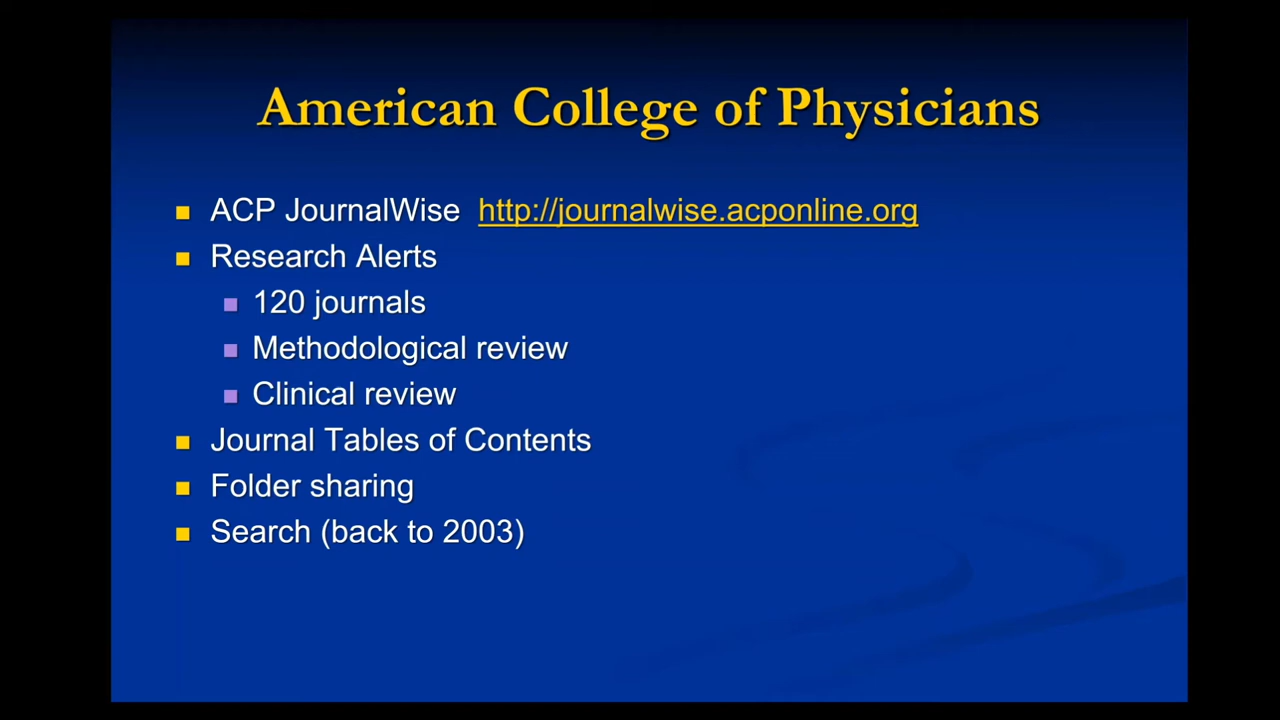 American College of Physicians
ACP JournalWise http://journalwise.acponline.org
Research Alerts
120 journals
Methodological review
Clinical review
Journal Tables of Contents
Folder sharing
Search (back to 2003)